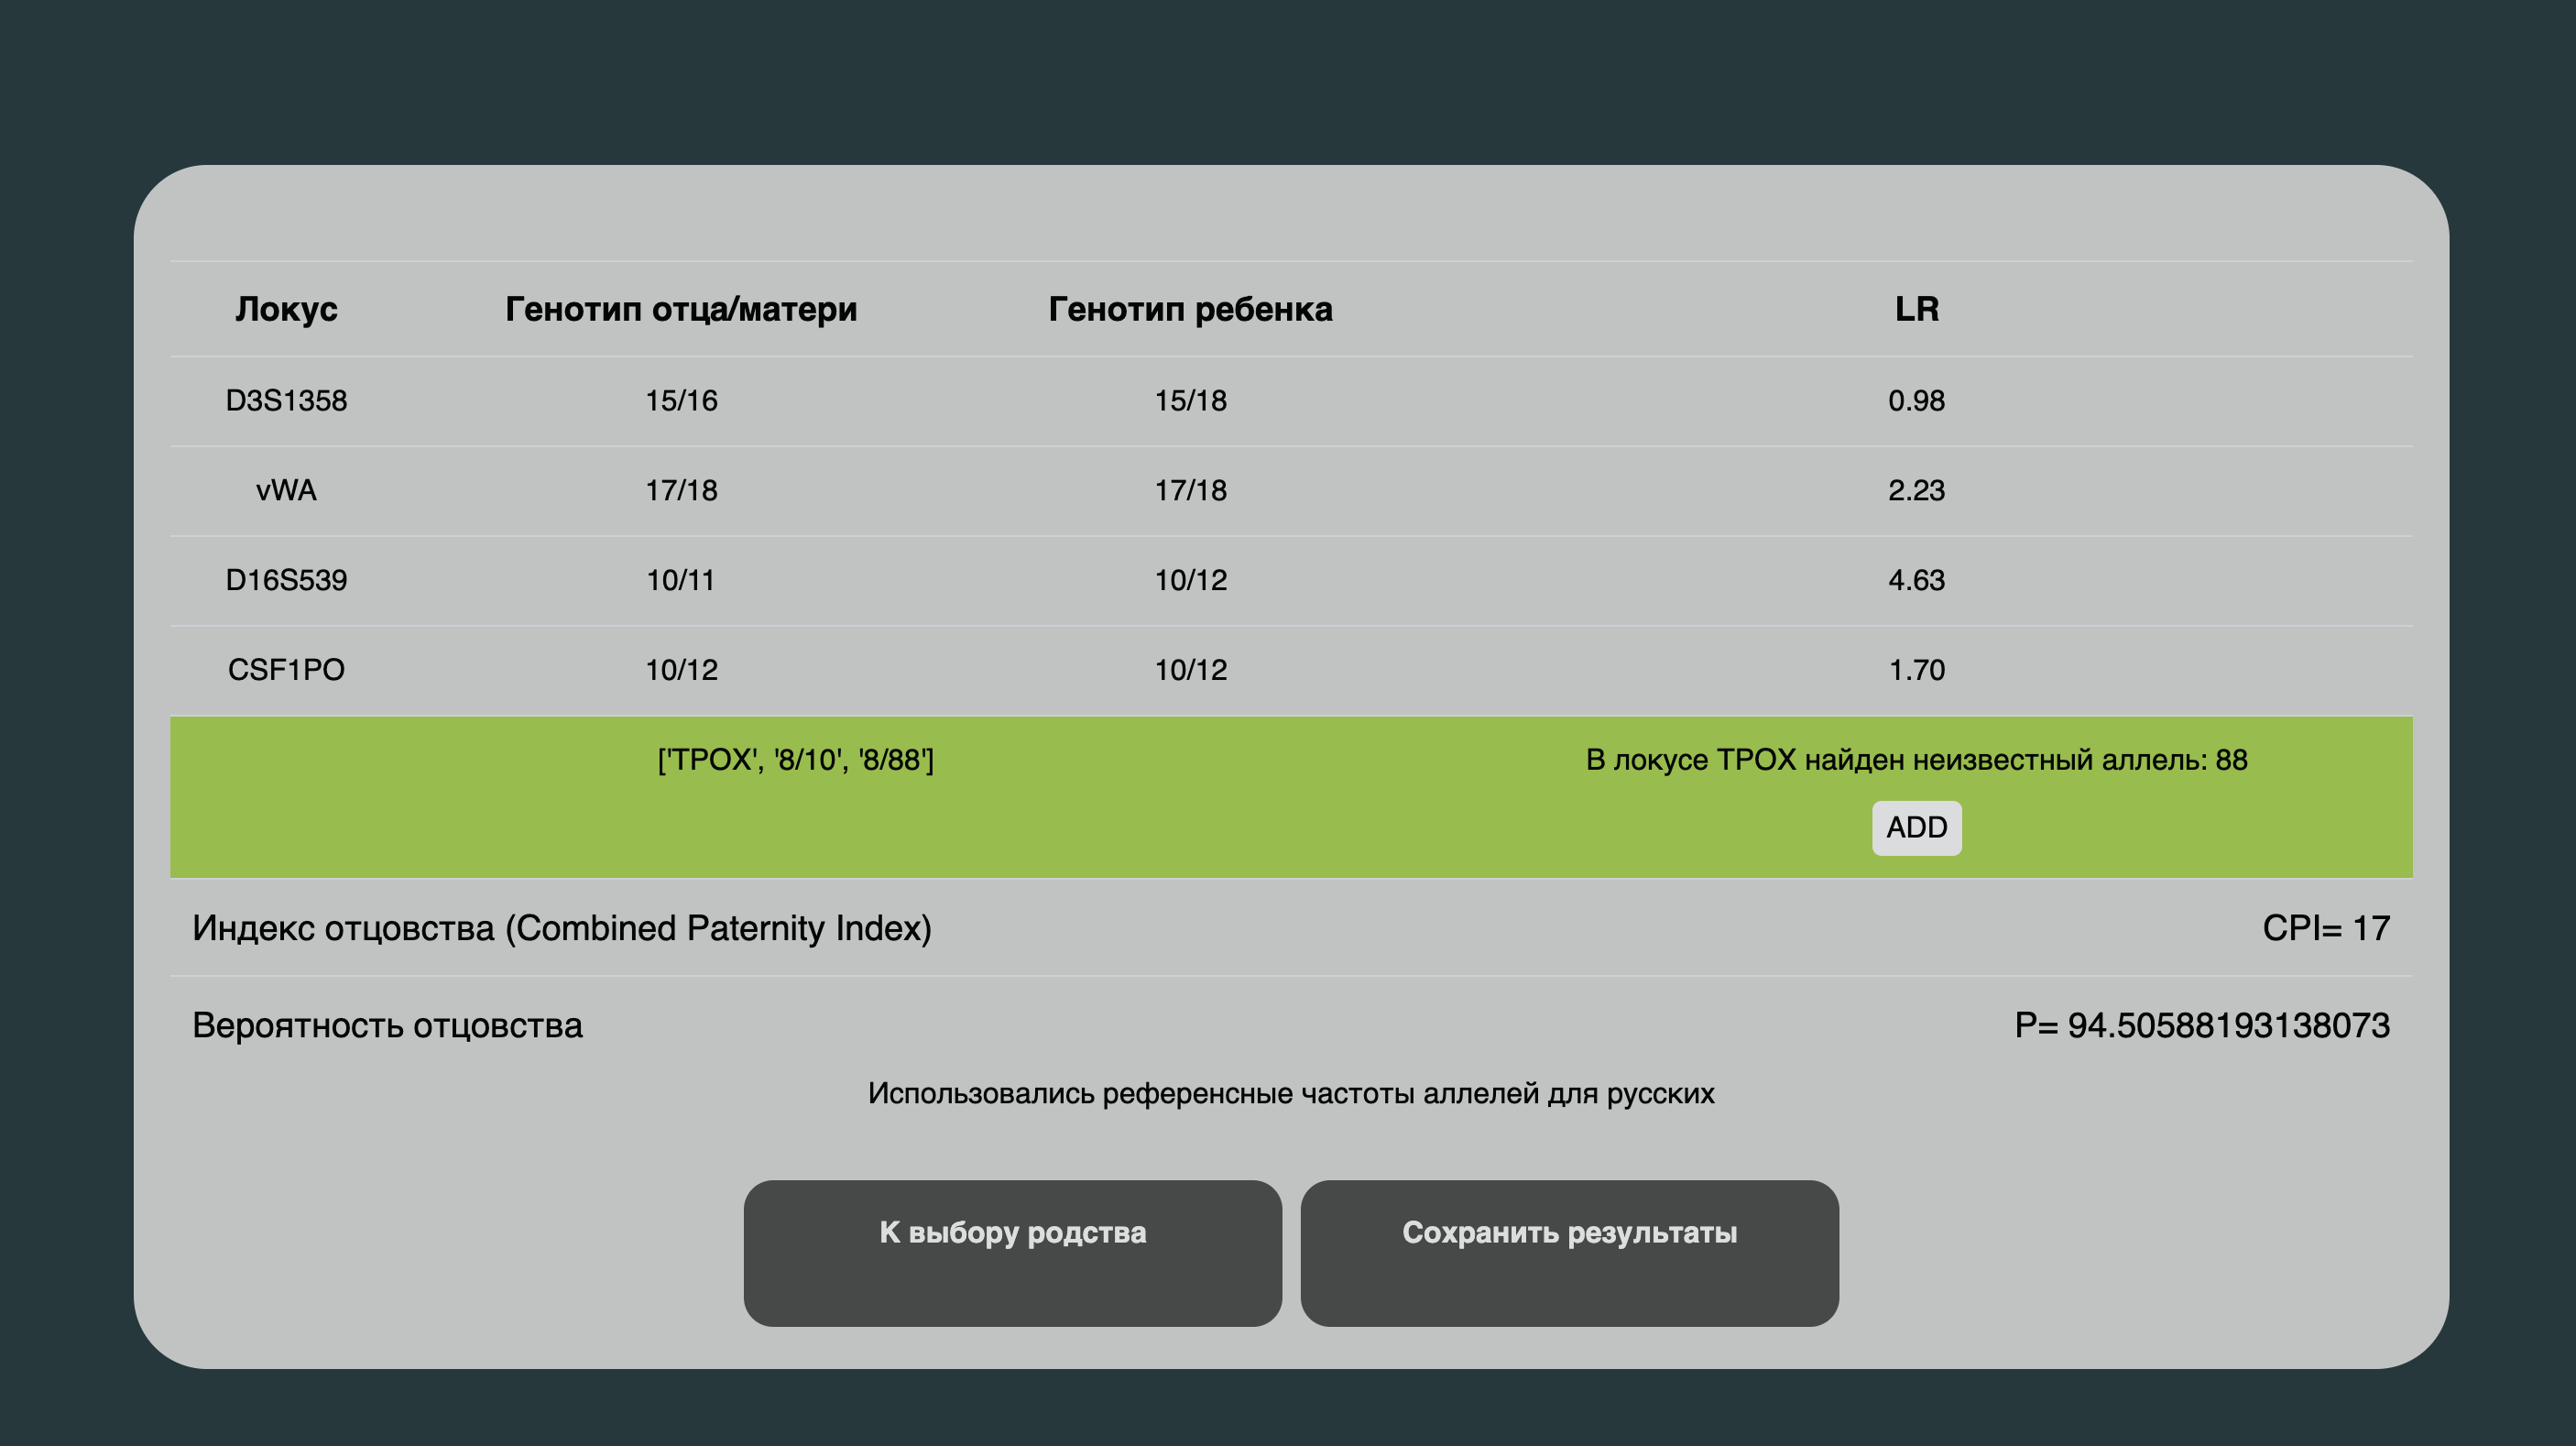 Локус Генотип отца/матери Генотип ребенка LR
D3S1358 15/16 15/18 0.98
vWA 17/18 17/18 2.23
D16S539 10/11 10/12 4.63
CSF1PO 10/12 10/12 1.70
['TPOX', '8/10', '8/88'] В локусе TPOX найден неизвестный аллель: 88
ADD
Индекс отцовства (Combined Paternity Index) CPI= 17
Вероятность отцовства P= 94.50588193138073
Использовались референсные частоты аллелей для русских
К выбору родства Сохранить результаты